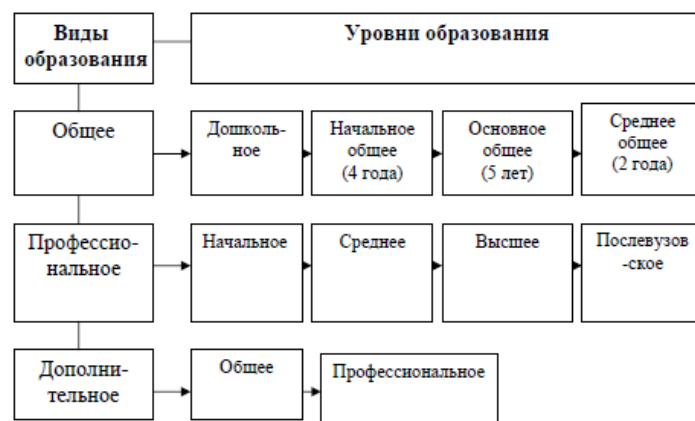 Виды
образования
Уровни образования
Общее
Дошколь-
ное
Начальное
общее
(4 года)
Основное
общее
(5 лет)
Среднее
общее
(2 года)
Профессио-
нальное
Начальное
Среднее
Высшее
Послевузов
-ское
Дополни-
тельное
Общее
Профессиональное